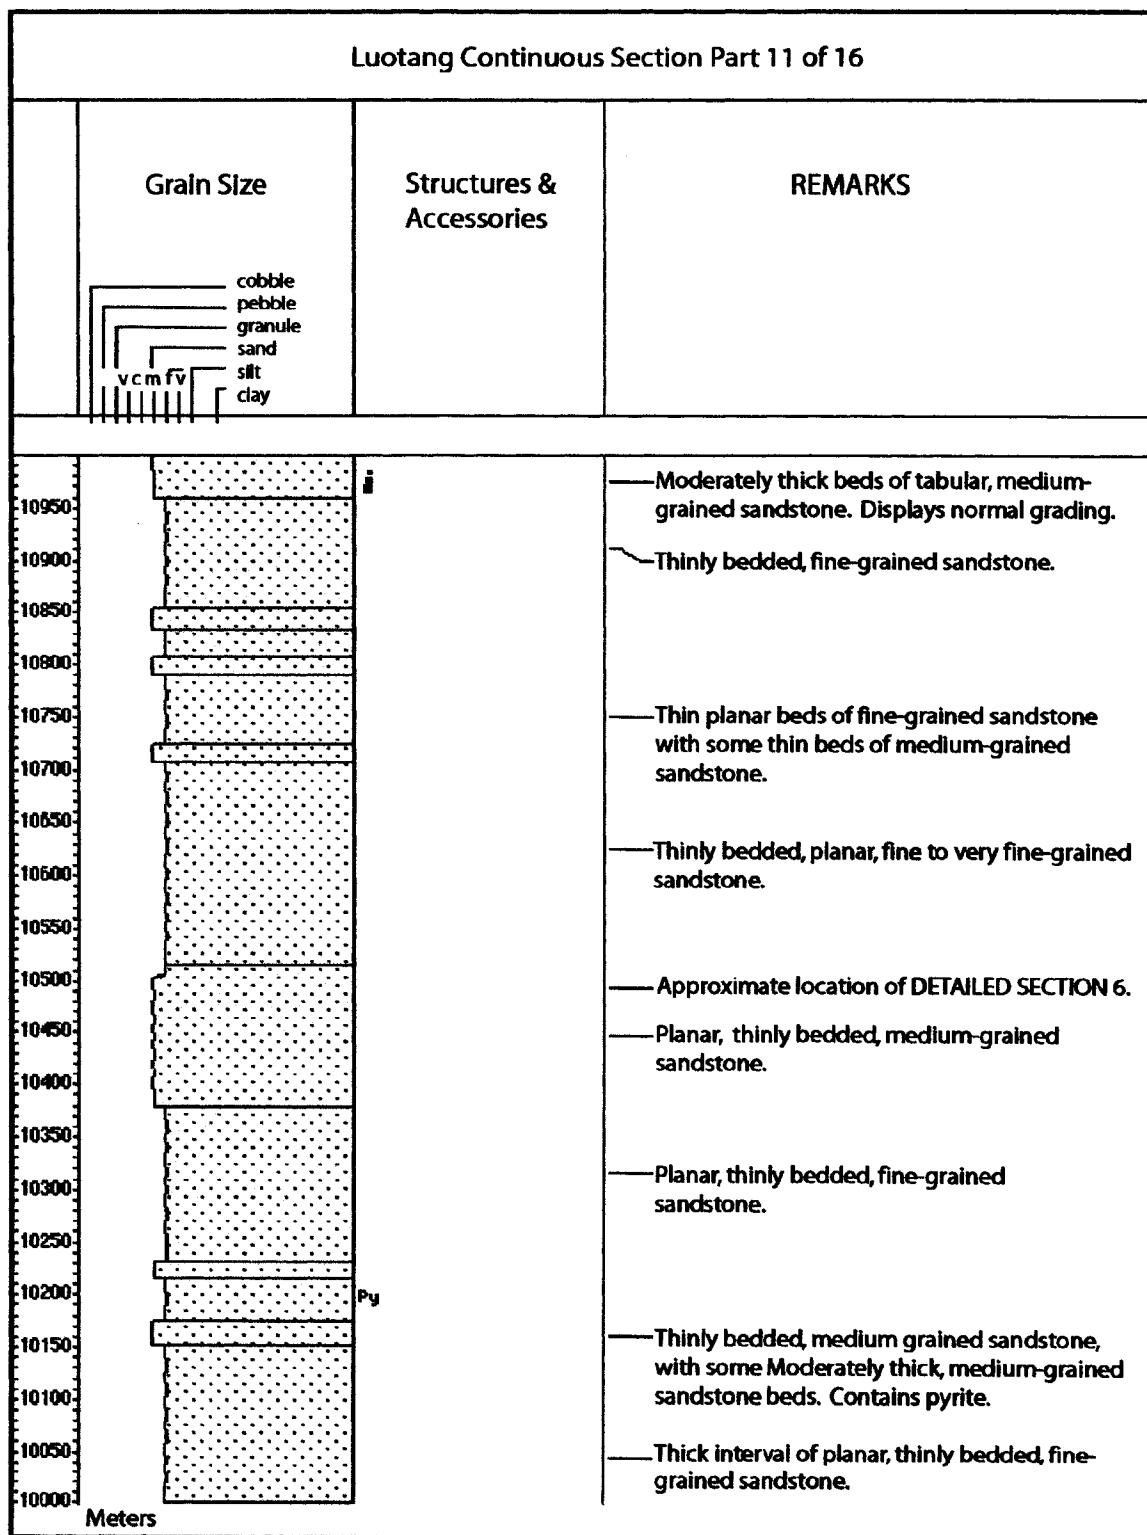 Luotang Continuous Section Part 11 of 16
Grain Size
Structures &
Accessories
REMARKS
cobble
pebble
granule
sand
silt
clay
v c m f v
10950
10900
10850
10800
10750
10700
10650
10600
10550
10500
10450
10400
10350
10300
10250
10200
10150
10100
10050
10000
Meters
Py
Moderately thick beds of tabular, medium-
grained sandstone. Displays normal grading.
Thinly bedded, fine-grained sandstone.
Thin planar beds of fine-grained sandstone
with some thin beds of medium-grained
sandstone.
Thinly bedded, planar, fine to very fine-grained
sandstone.
Approximate location of DETAILED SECTION 6.
Planar, thinly bedded, medium-grained
sandstone.
Planar, thinly bedded, fine-grained
sandstone.
Thinly bedded, medium grained sandstone,
with some Moderately thick, medium-grained
sandstone beds. Contains pyrite.
Thick interval of planar, thinly bedded, fine-
grained sandstone.